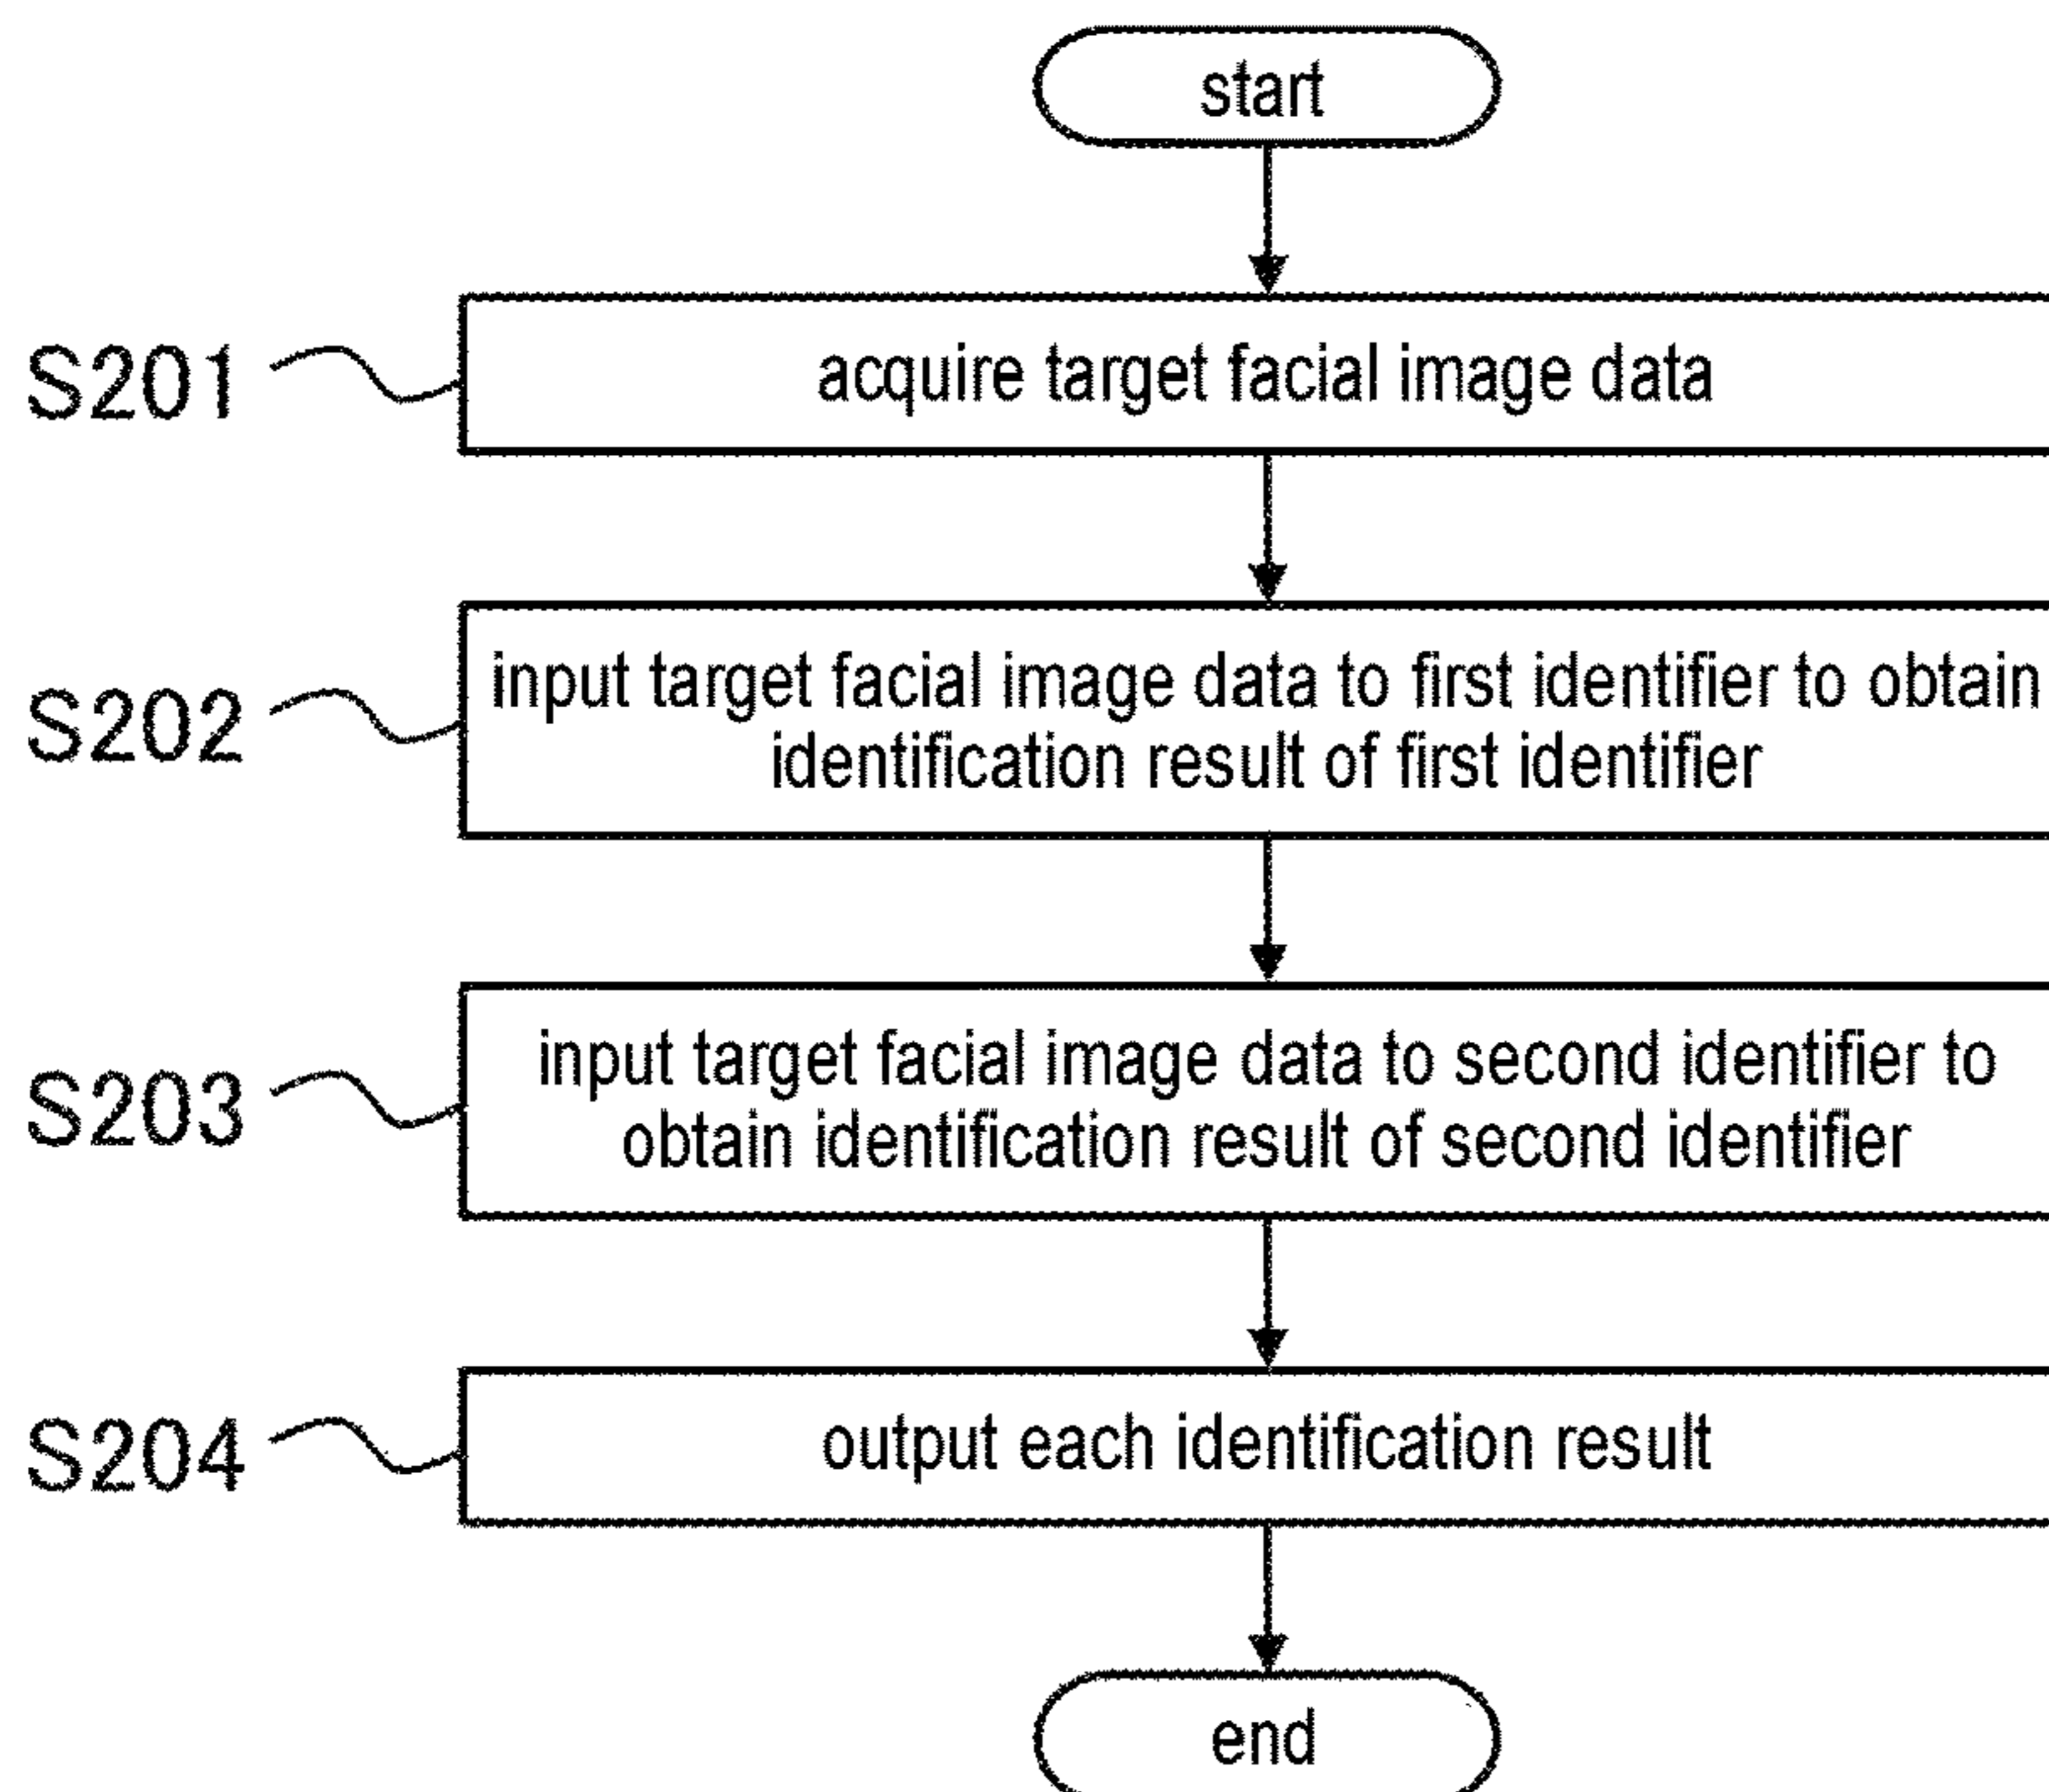 start
S201
acquire target facial image data
S202
input target facial image data to first identifier to obtain
identification result of first identifier
S203
input target facial image data to second identifier to
obtain identification result of second identifier
S204
output each identification result
end